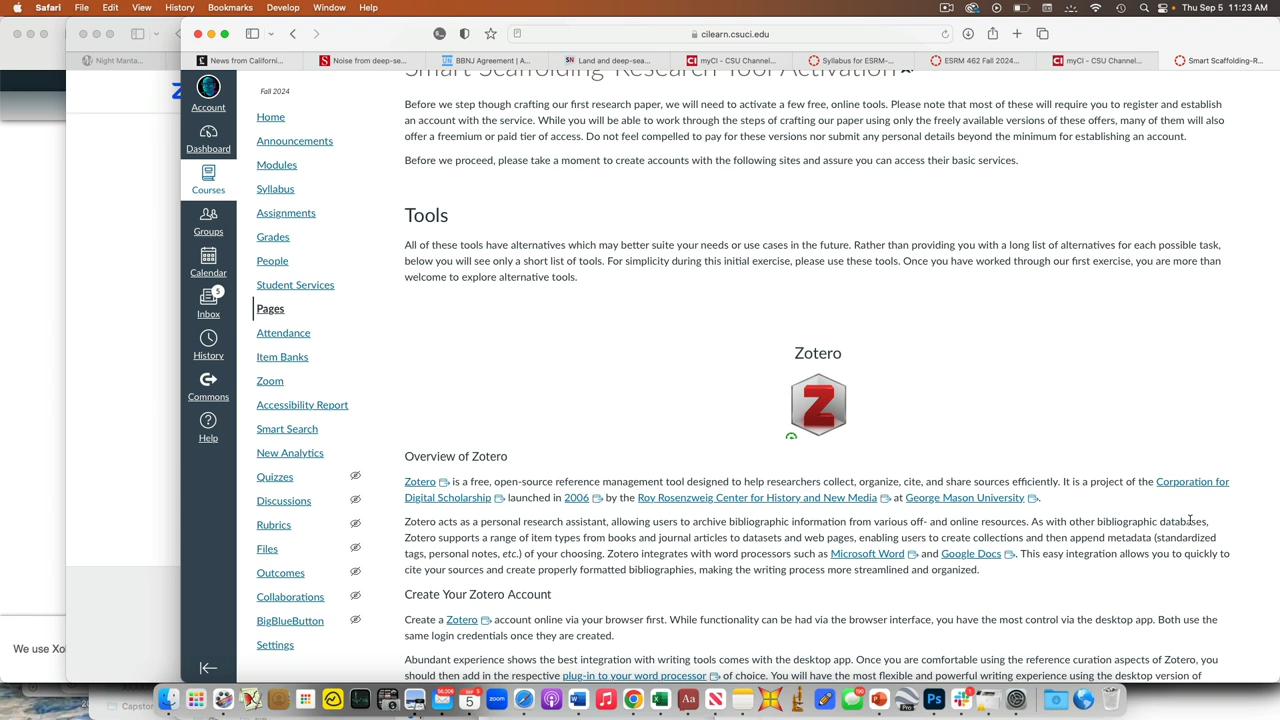 Safari File Edit View History Bookmarks Develop Window Help
Thu Sep 5 11:23 AM
cilearn.csuci.edu
Night Manta...
News from Californi...
Noise from deep-se...
BBNJ Agreement | A...
Land and deep-sea...
myCI - CSU Channel...
Syllabus for ESRM-...
ESRM 462 Fall 2024...
myCI - CSU Channel...
Smart Scaffolding-R...
Account
Dashboard
Courses
Groups
Calendar
5
Inbox
History
Commons
Help
Fall 2024
Home
Announcements
Modules
Syllabus
Assignments
Grades
People
Student Services
Pages
Attendance
Item Banks
Zoom
Accessibility Report
Smart Search
New Analytics
Quizzes
Discussions
Rubrics
Files
Outcomes
Collaborations
BigBlueButton
Settings
Smart Scaffolding Research Tool Activation
Before we step though crafting our first research paper, we will need to activate a few free, online tools. Please note that most of these will require you to register and establish
an account with the service. While you will be able to work through the steps of crafting our paper using only the freely available versions of these offers, many of them will also
offer a freemium or paid tier of access. Do not feel compelled to pay for these versions nor submit any personal details beyond the minimum for establishing an account.
Before we proceed, please take a moment to create accounts with the following sites and assure you can access their basic services.
Tools
All of these tools have alternatives which may better suite your needs or use cases in the future. Rather than providing you with a long list of alternatives for each possible task,
below you will see only a short list of tools. For simplicity during this initial exercise, please use these tools. Once you have worked through our first exercise, you are more than
welcome to explore alternative tools.
Zotero
Z
Overview of Zotero
Zotero is a free, open-source reference management tool designed to help researchers collect, organize, cite, and share sources efficiently. It is a project of the Corporation for
Digital Scholarship launched in 2006 by the Roy Rosenzweig Center for History and New Media at George Mason University.
Zotero acts as a personal research assistant, allowing users to archive bibliographic information from various off- and online resources. As with other bibliographic databases,
Zotero supports a range of item types from books and journal articles to datasets and web pages, enabling users to create collections and then append metadata (standardized
tags, personal notes, etc.) of your choosing. Zotero integrates with word processors such as Microsoft Word and Google Docs. This easy integration allows you to quickly to
cite your sources and create properly formatted bibliographies, making the writing process more streamlined and organized.
Create Your Zotero Account
Create a Zotero account online via your browser first. While functionality can be had via the browser interface, you have the most control via the desktop app. Both use the
same login credentials once they are created.
Abundant experience shows the best integration with writing tools comes with the desktop app. Once you are comfortable using the reference curation aspects of Zotero, you
should then add in the respective plug-in to your word processor of choice. You will have the most flexible and powerful writing experience using the desktop version of
We use Xo
Capsto
zoom
Aa
Pro
Ps